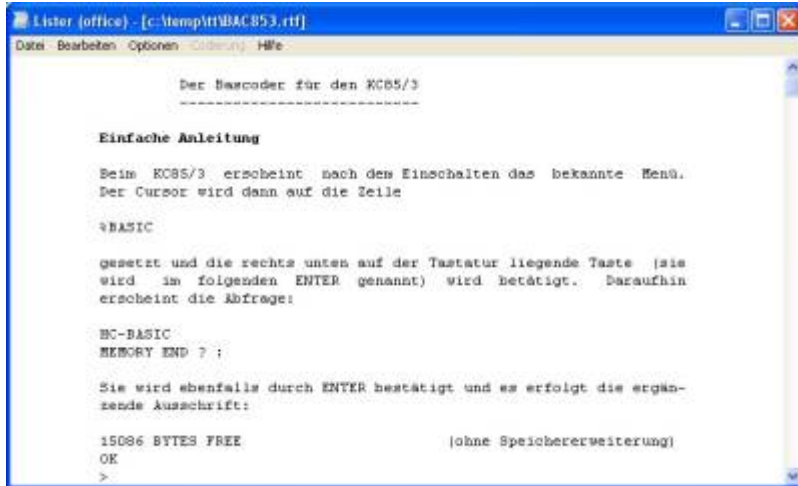 Lister (office) - [c:\temp\tt\BAC853.rtf]
Datei Bearbeiten Optionen Codierung Hilfe
Der Bascoder für den KC85/3
----------------------------
Einfache Anleitung
Beim KC85/3 erscheint nach dem Einschalten das bekannte Menü.
Der Cursor wird dann auf die Zeile
%BASIC
gesetzt und die rechts unten auf der Tastatur liegende Taste (sie
wird im folgenden ENTER genannt) wird betätigt. Daraufhin
erscheint die Abfrage:
HC-BASIC
MEMORY END ? :
Sie wird ebenfalls durch ENTER bestätigt und es erfolgt die ergän-
zende Ausschrift:
15086 BYTES FREE (ohne Speichererweiterung)
OK
>